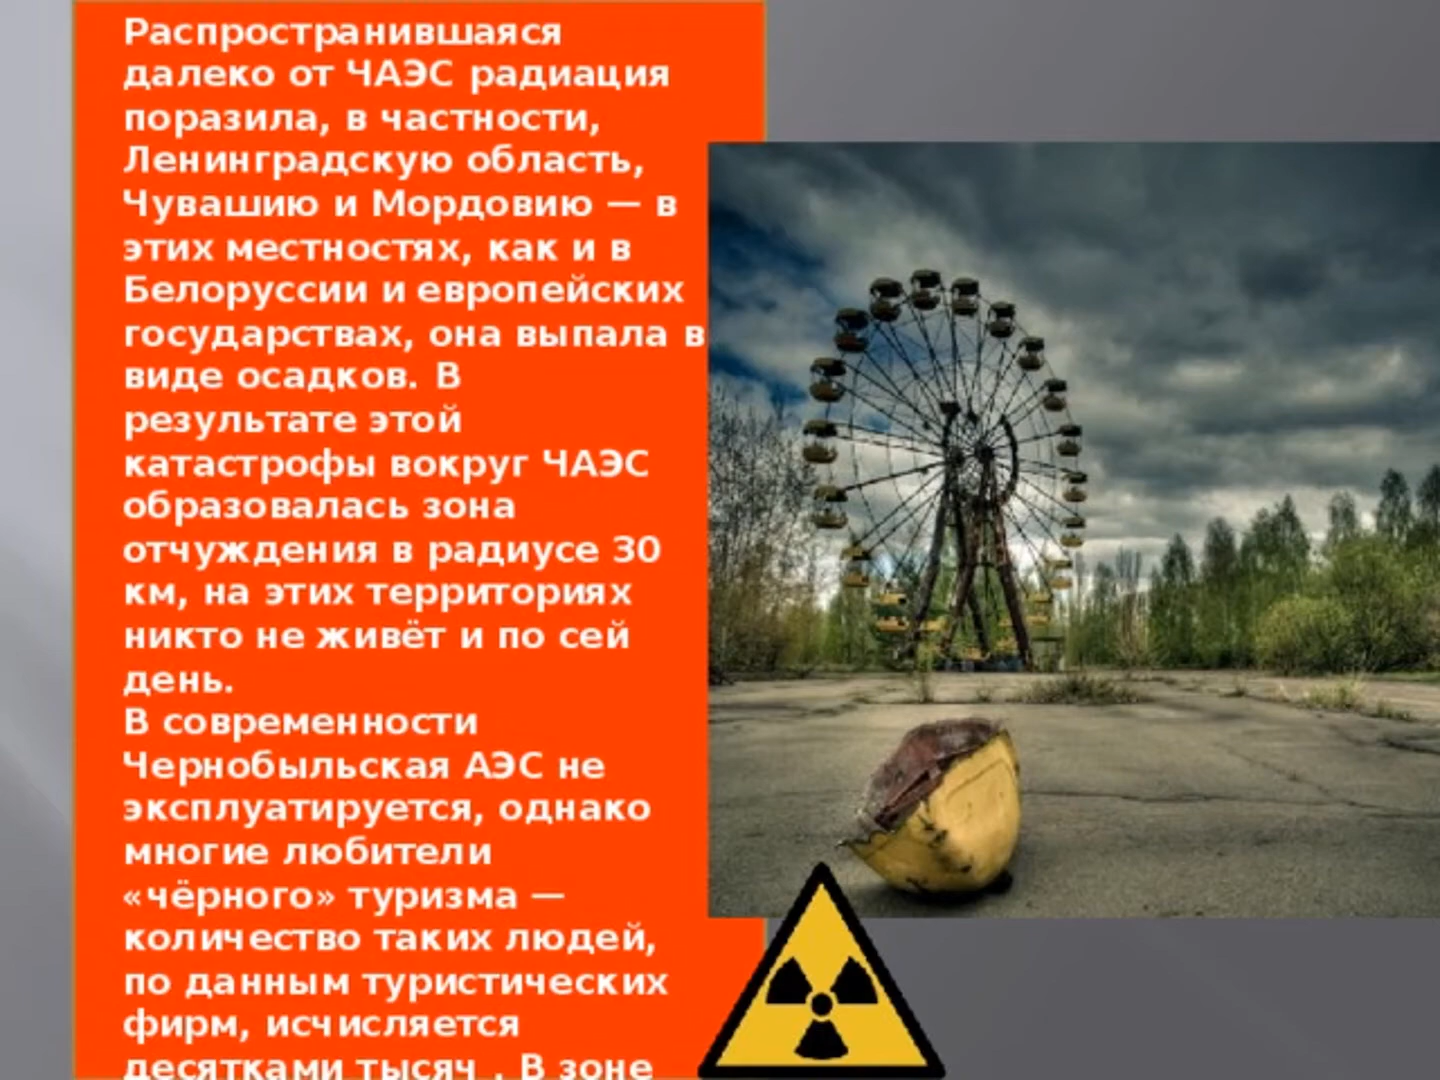 Распространившаяся
далеко от ЧАЭС радиация
поразила, в частности,
Ленинградскую область,
Чувашию и Мордовию — в
этих местностях, как и в
Белоруссии и европейских
государствах, она выпала в
виде осадков. В
результате этой
катастрофы вокруг ЧАЭС
образовалась зона
отчуждения в радиусе 30
км, на этих территориях
никто не живёт и по сей
день.
В современности
Чернобыльская АЭС не
эксплуатируется, однако
многие любители
«чёрного» туризма —
количество таких людей,
по данным туристических
фирм, исчисляется
десятками тысяч . В зоне